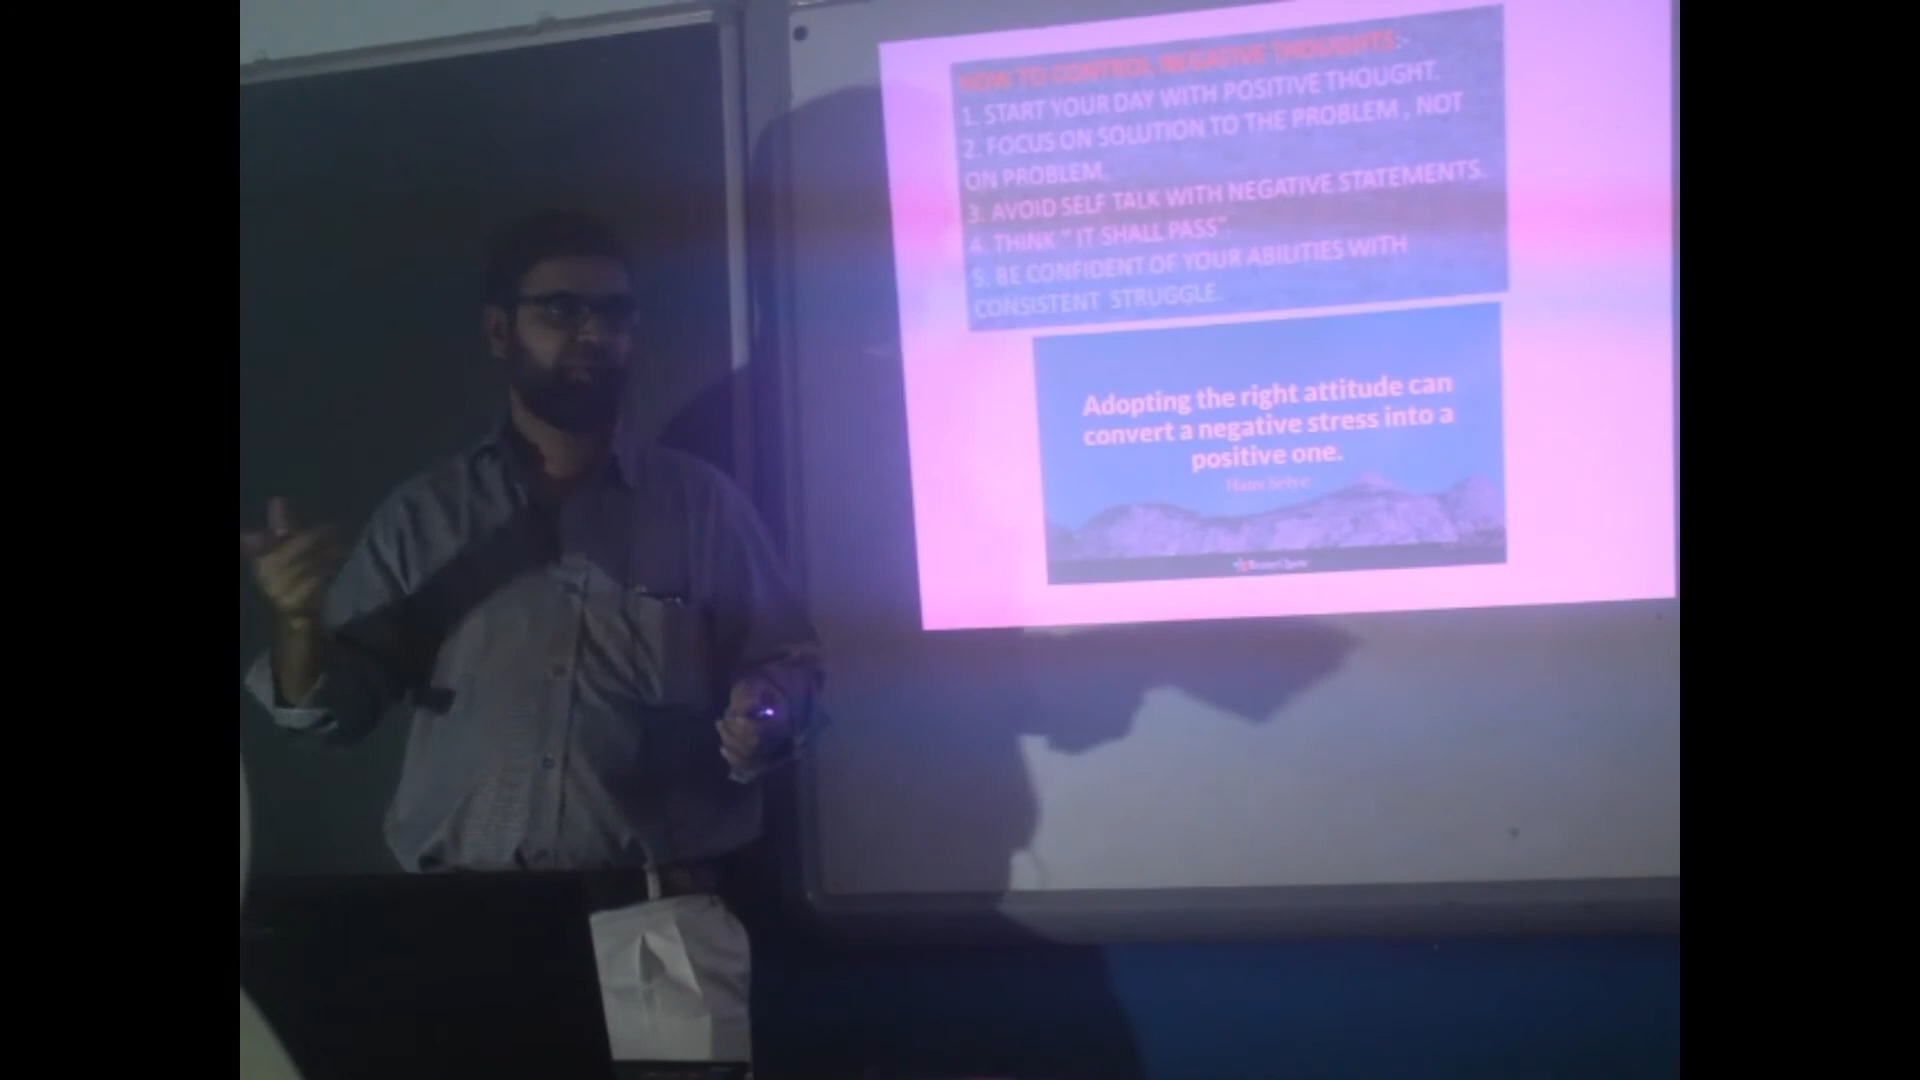 HOW TO CONTROL NEGATIVE THOUGHTS:-
1. START YOUR DAY WITH POSITIVE THOUGHT.
2. FOCUS ON SOLUTION TO THE PROBLEM , NOT
ON PROBLEM.
3. AVOID SELF TALK WITH NEGATIVE STATEMENTS.
4. THINK " IT SHALL PASS".
5. BE CONFIDENT OF YOUR ABILITIES WITH
CONSISTENT STRUGGLE.
Adopting the right attitude can
convert a negative stress into a
positive one.
Hans Selye